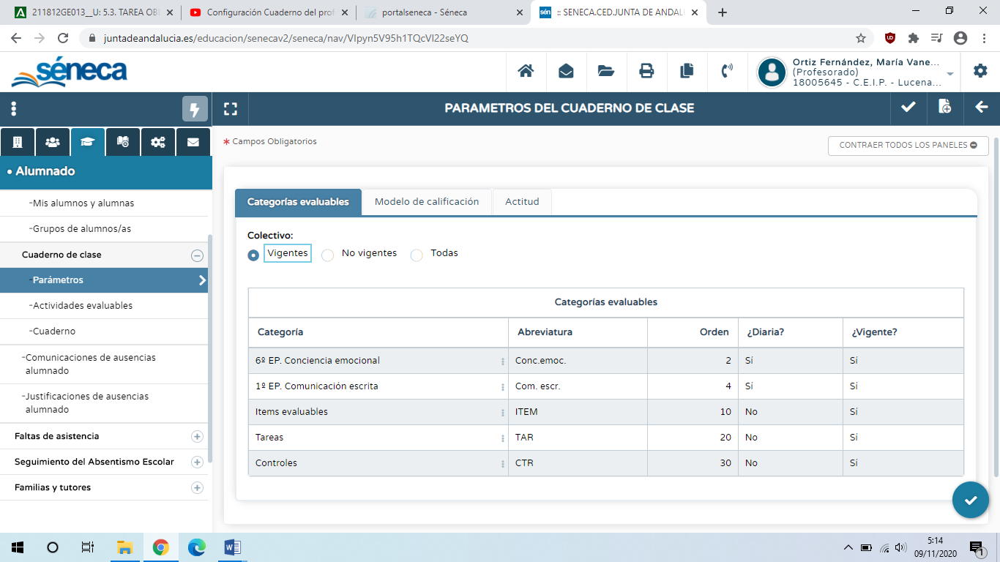 211812GE013__U: 5.3. TAREA OBL
Configuración Cuaderno del prof
portalseneca - Séneca
sén
:: SENECA.CED.JUNTA DE ANDAL
juntadeandalucia.es/educacion/senecav2/seneca/nav/VIpyn5V95h1TQcVI22seYQ
séneca
Ortiz Fernández, María Vane...
(Profesorado)
18005645 - C.E.I.P. - Lucena...
PARAMETROS DEL CUADERNO DE CLASE
* Campos Obligatorios
CONTRAER TODOS LOS PANELES
• Alumnado
-Mis alumnos y alumnas
-Grupos de alumnos/as
Cuaderno de clase
-Parámetros
-Actividades evaluables
-Cuaderno
-Comunicaciones de ausencias
alumnado
-Justificaciones de ausencias
alumnado
Faltas de asistencia
Seguimiento del Absentismo Escolar
Familias y tutores
Categorías evaluables
Modelo de calificación
Actitud
Colectivo:
Vigentes
No vigentes
Todas
Categorías evaluables
Categoría Abreviatura Orden ¿Diaria? ¿Vigente?
6º EP. Conciencia emocional Conc.emoc. 2 Sí Sí
1º EP. Comunicación escrita Com. escr. 4 Sí Sí
Items evaluables ITEM 10 No Sí
Tareas TAR 20 No Sí
Controles CTR 30 No Sí
5:14
09/11/2020
1